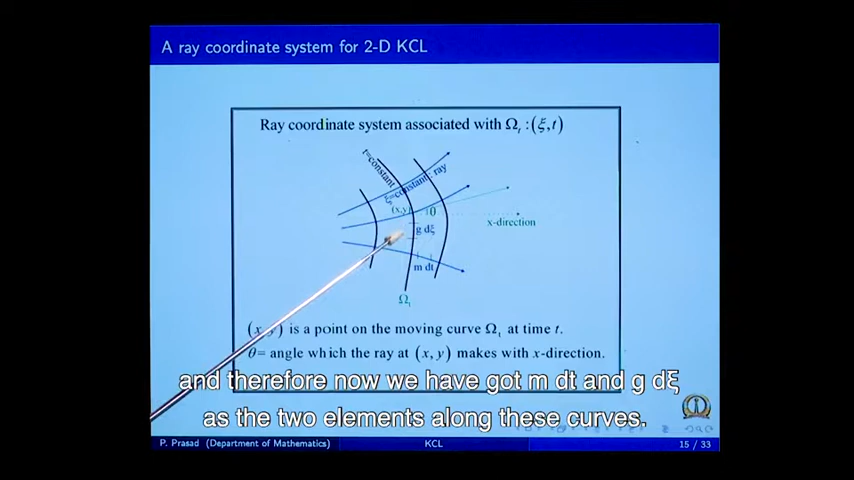 A ray coordinate system for 2-D KCL
Ray coordinate system associated with Ω_t : (ξ, t)
t=constant
ξ=constant: ray
(x,y)
θ
x-direction
g dξ
m dt
Ω_t
(x, y) is a point on the moving curve Ω_t at time t.
θ= angle which the ray at (x, y) makes with x-direction.
and therefore now we have got m dt and g dξ
as the two elements along these curves.
P. Prasad (Department of Mathematics)
KCL
15 / 33